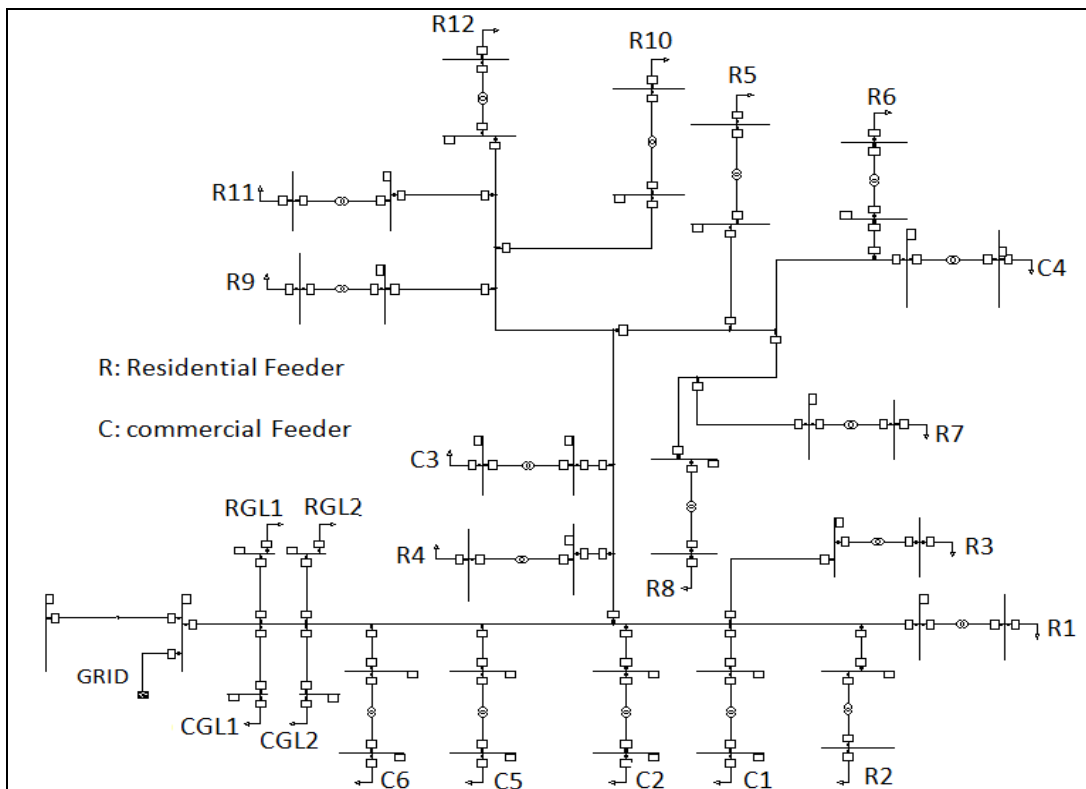 R12
R10
R5
R6
R11
R9
C4
R: Residential Feeder
C: commercial Feeder
R7
C3
RGL1
RGL2
R4
R3
R8
R1
GRID
CGL1
CGL2
C6
C5
C2
C1
R2